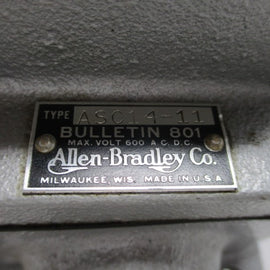 TYPE ASC14-11
BULLETIN 801
MAX. VOLT 600 A.C. D.C.
Allen-Bradley Co.
MILWAUKEE, WIS. MADE IN U.S.A